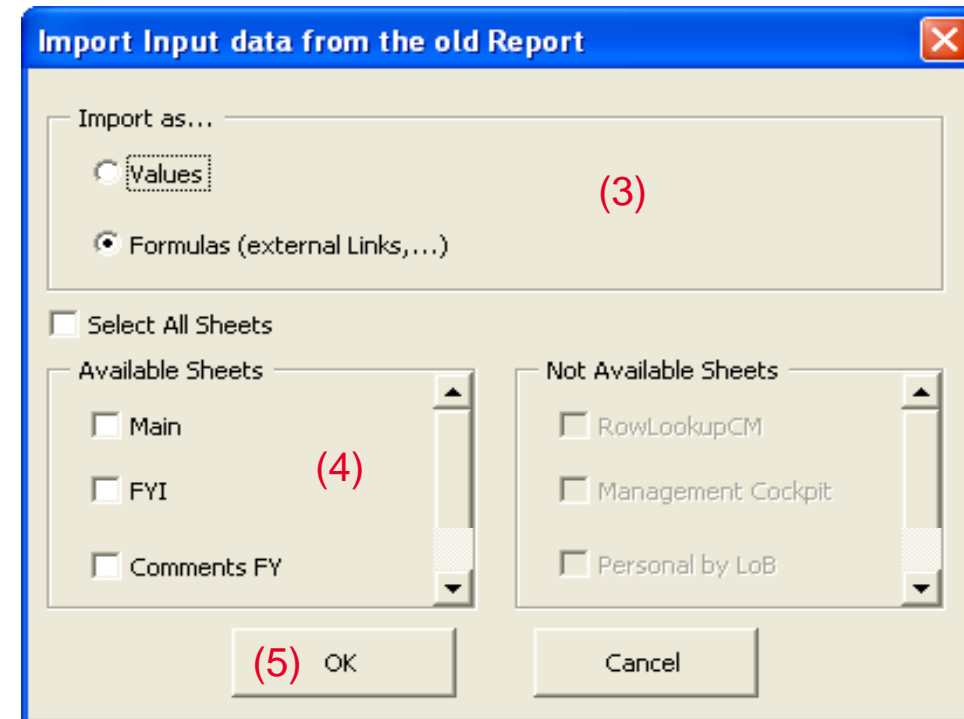 Import Input data from the old Report
Import as...
Values
(3)
Formulas (external Links,...)
Select All Sheets
Available Sheets
Main
(4)
FYI
Comments FY
Not Available Sheets
RowLookupCM
Management Cockpit
Personal by LoB
(5) OK
Cancel